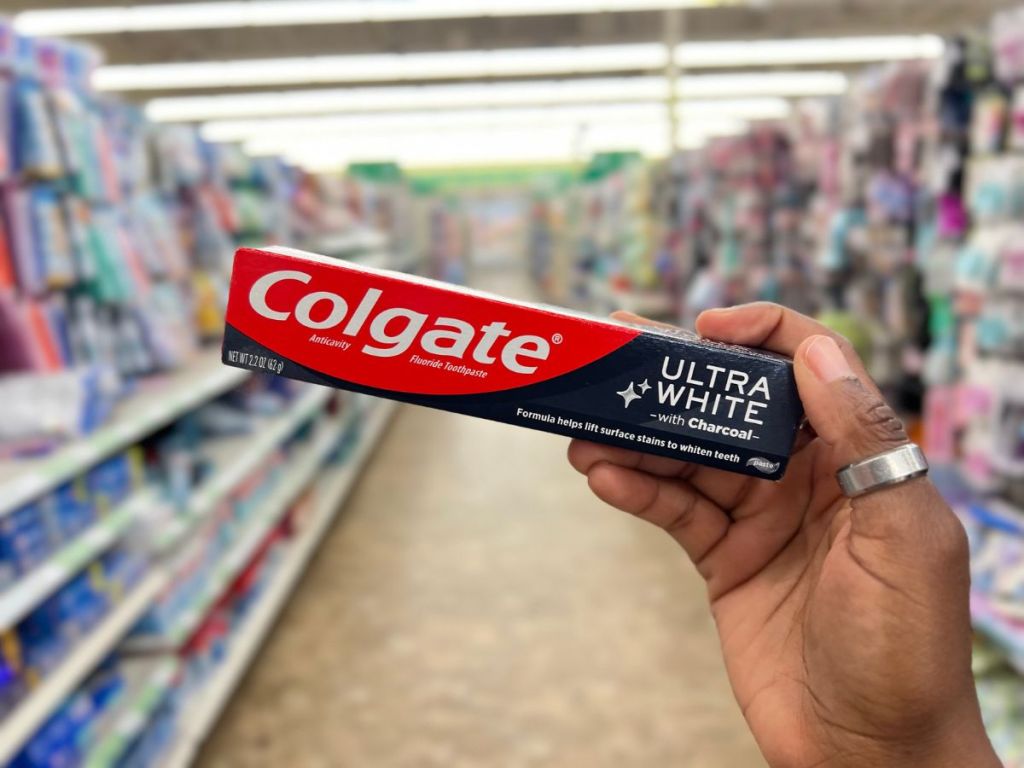 Colgate®
Anticavity
Fluoride Toothpaste
NET WT 2.2 OZ (62 g)
ULTRA
WHITE
-with Charcoal-
Formula helps lift surface stains to whiten teeth
paste